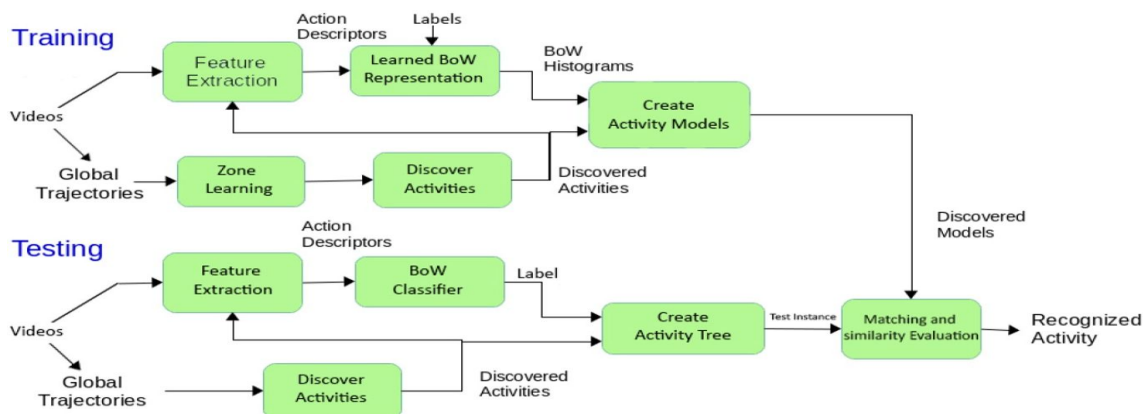 Training
Videos
Feature
Extraction
Action
Descriptors
Labels
Learned BoW
Representation
BoW
Histograms
Create
Activity Models
Global
Trajectories
Zone
Learning
Discover
Activities
Discovered
Activities
Discovered
Models
Testing
Videos
Feature
Extraction
Action
Descriptors
BoW
Classifier
Label
Create
Activity Tree
Test Instance
Matching and
similarity Evaluation
Recognized
Activity
Global
Trajectories
Discover
Activities
Discovered
Activities